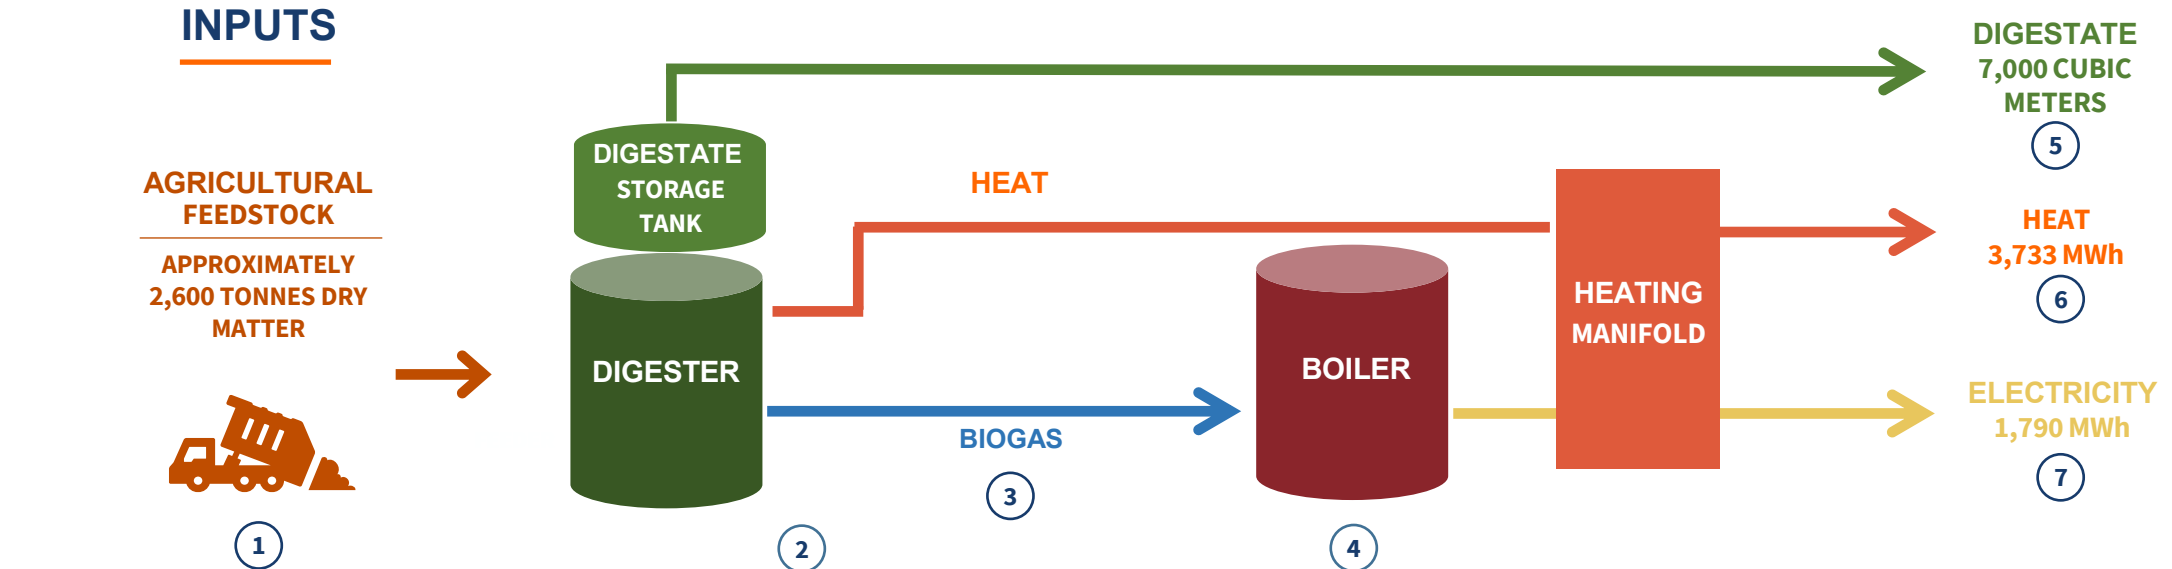 INPUTS
AGRICULTURAL
FEEDSTOCK
APPROXIMATELY
2,600 TONNES DRY
MATTER
1
DIGESTATE
STORAGE
TANK
DIGESTER
2
HEAT
BIOGAS
3
BOILER
4
HEATING
MANIFOLD
DIGESTATE
7,000 CUBIC
METERS
5
HEAT
3,733 MWh
6
ELECTRICITY
1,790 MWh
7